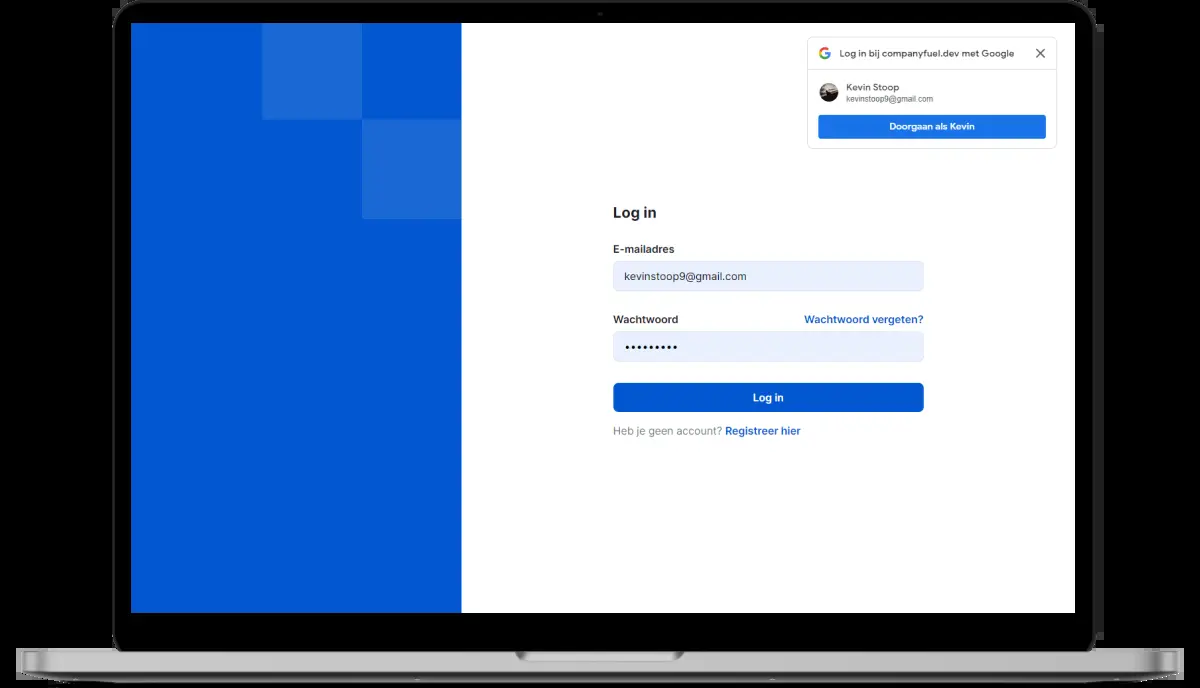 Log in bij companyfuel.dev met Google
Kevin Stoop
kevinstoop9@gmail.com
Doorgaan als Kevin
Log in
E-mailadres
kevinstoop9@gmail.com
Wachtwoord Wachtwoord vergeten?
•••••••••
Log in
Heb je geen account? Registreer hier